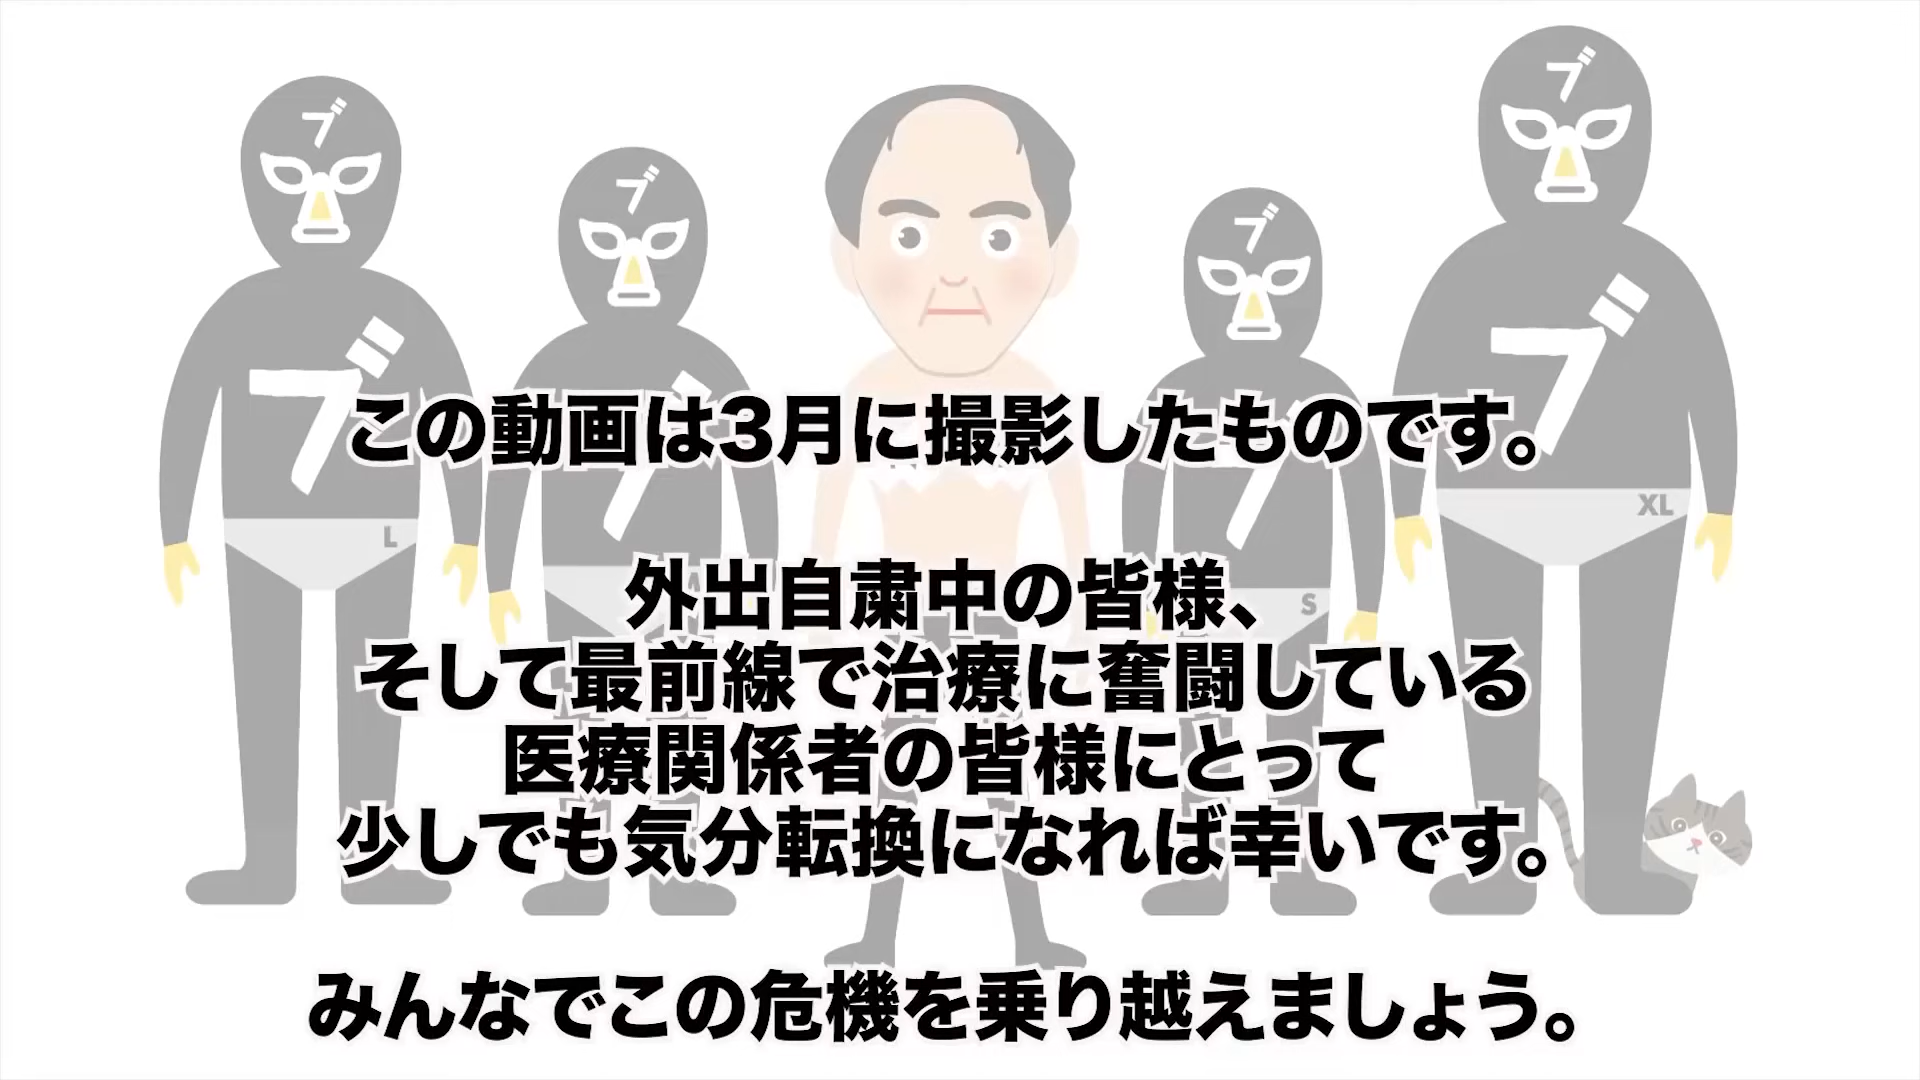 ブ
ブ
ブ
ブ
ブ
ブ
ブ
ブ
この動画は3月に撮影したものです。
L
XL
S
外出自粛中の皆様、
そして最前線で治療に奮闘している
医療関係者の皆様にとって
少しでも気分転換になれば幸いです。
みんなでこの危機を乗り越えましょう。